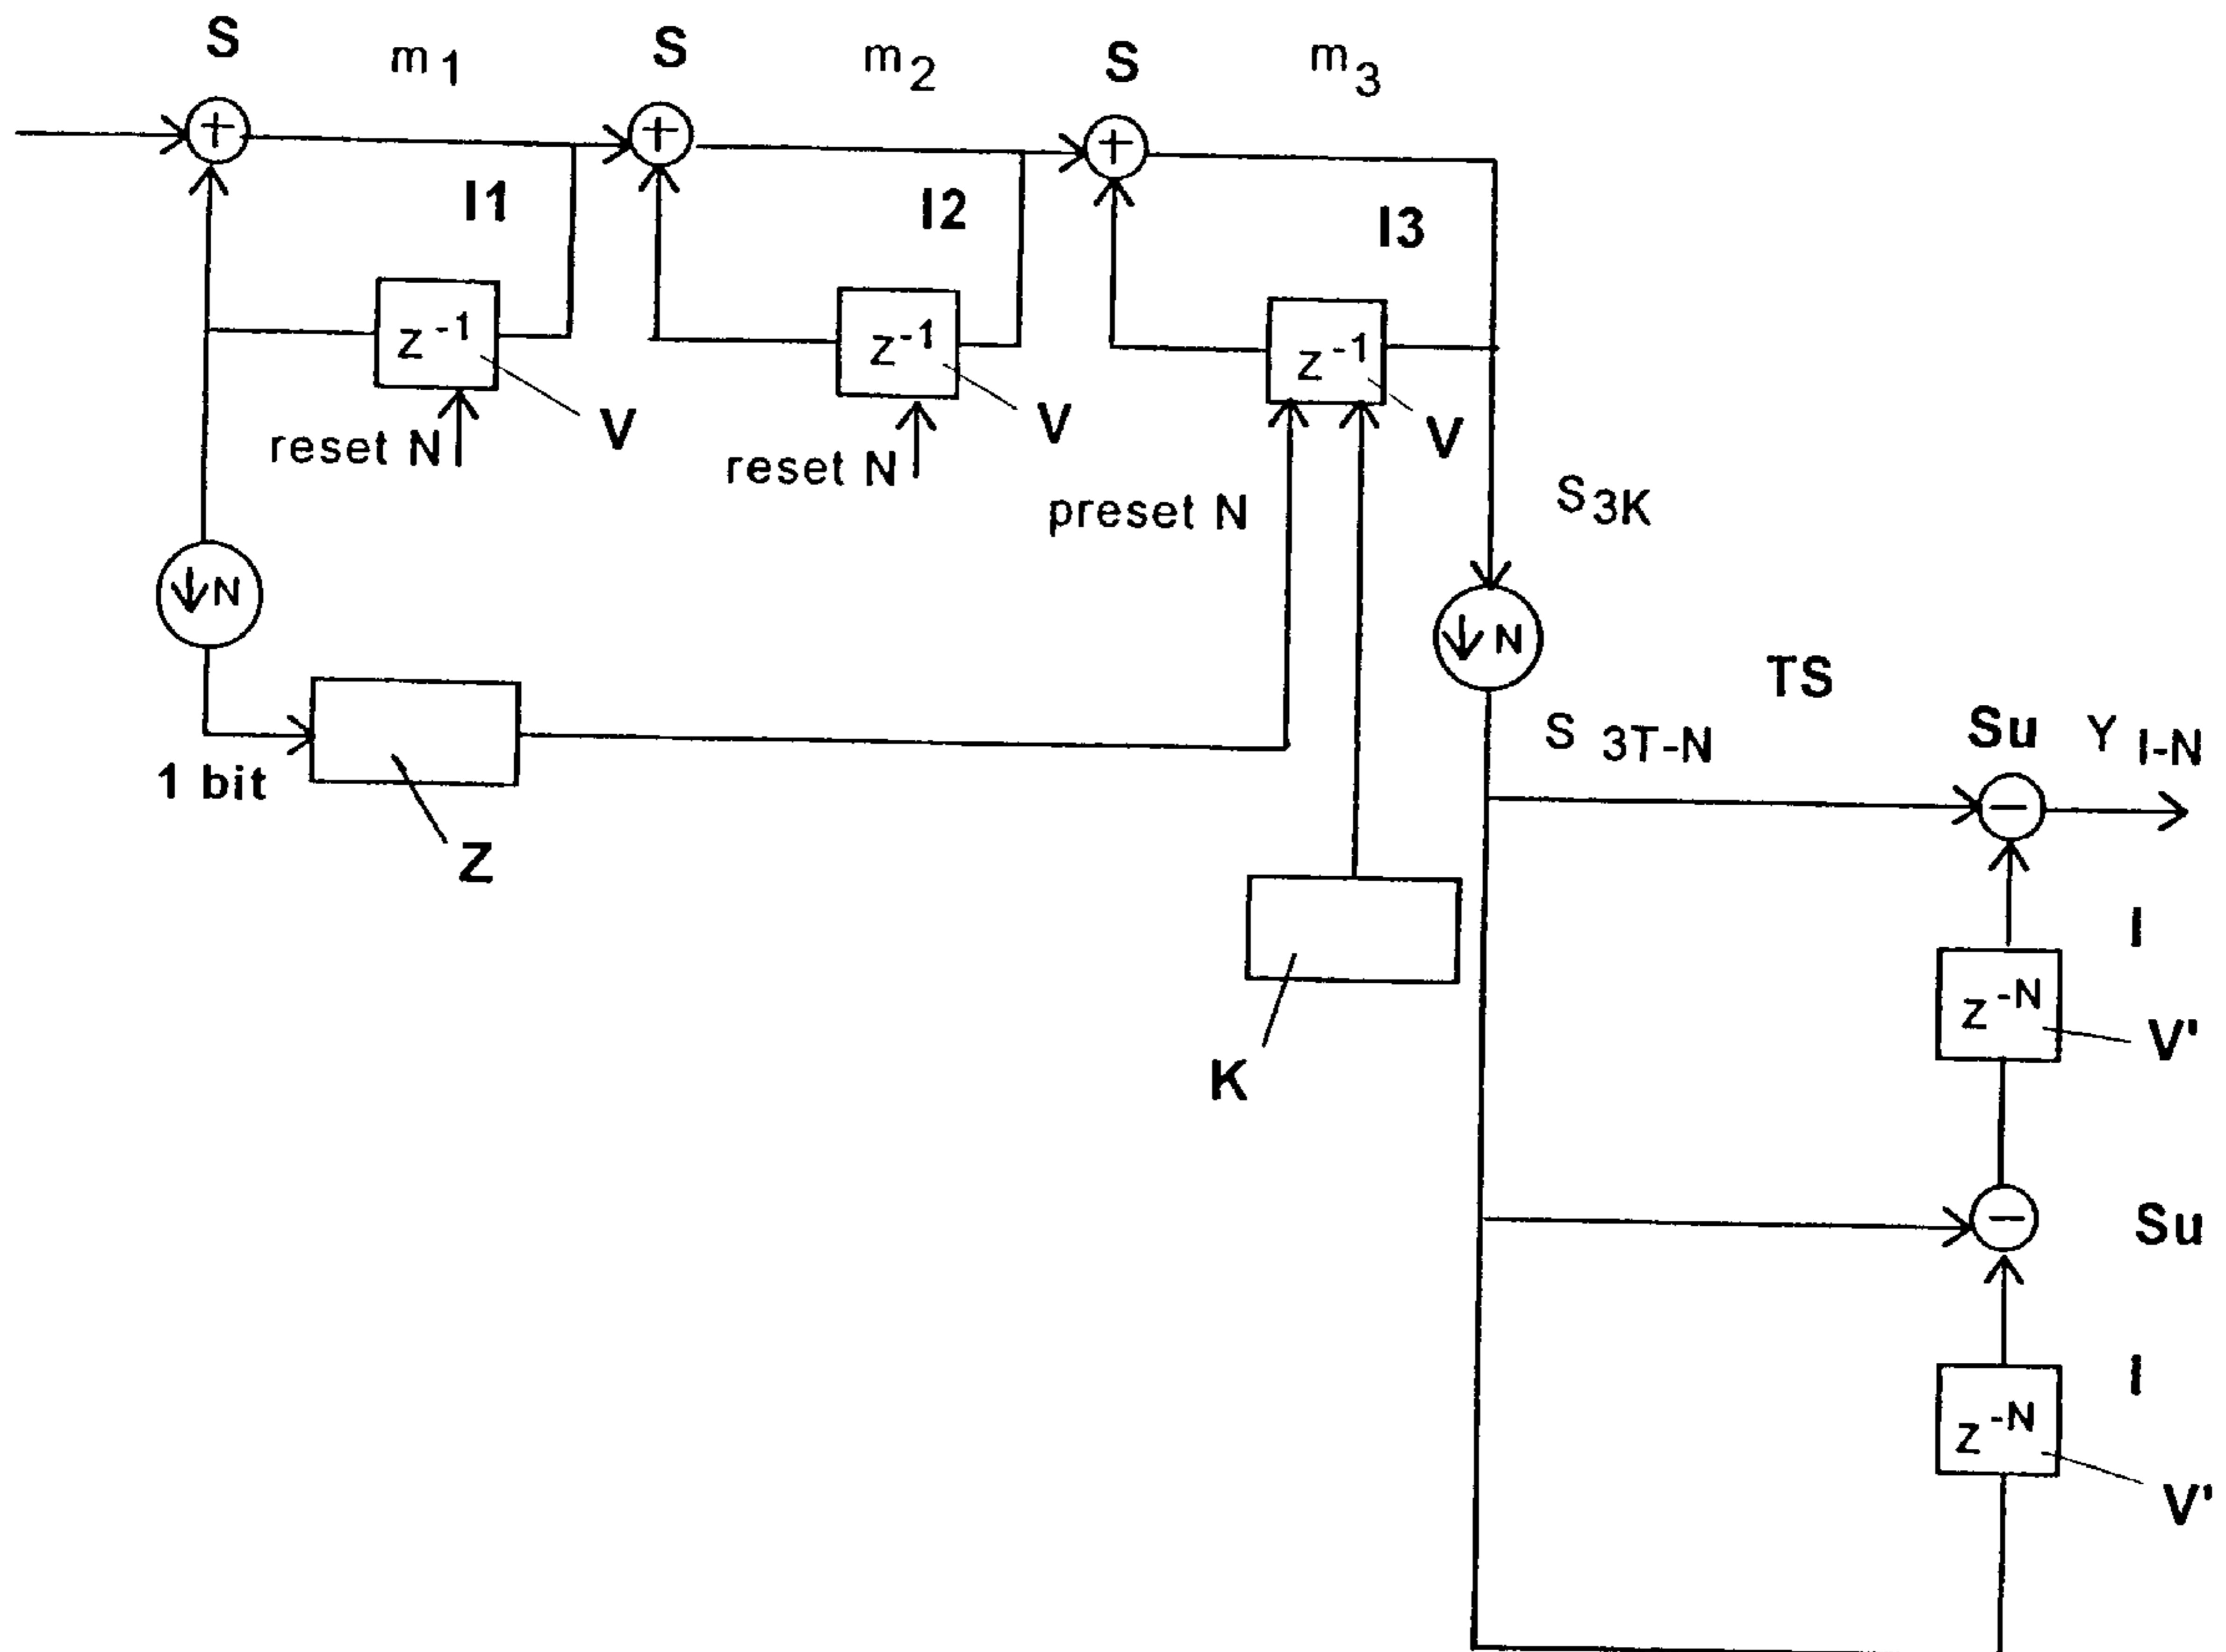 S m1 S m2 S m3
+ + +
I1 I2 I3
z-1 z-1 z-1
V V V
reset N reset N preset N
S3K
↓N
↓N
TS
S 3T-N Su Y I-N
1 bit
−
Z
I
z-N
V'
K
−
Su
I
z-N
V'